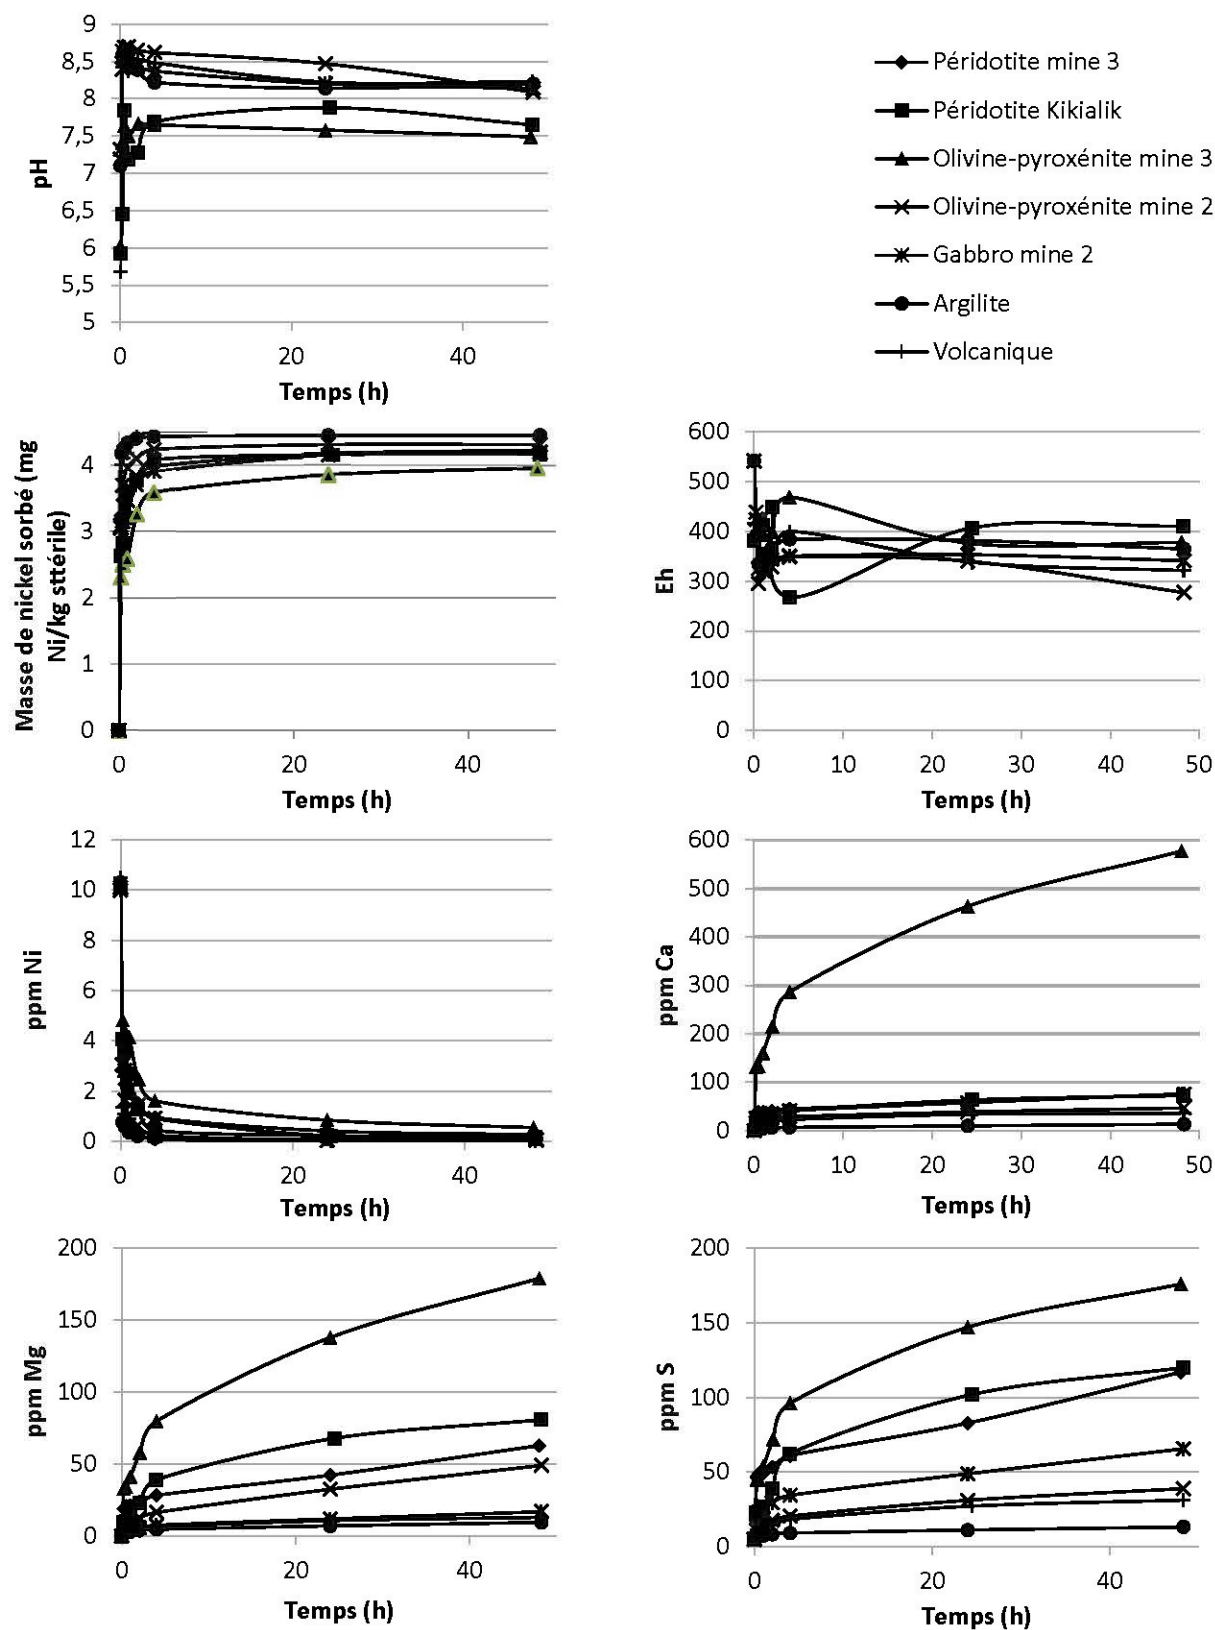 9
8,5
8
7,5
7
6,5
6
5,5
5
pH
0 20 40
Temps (h)
Péridotite mine 3
Péridotite Kikialik
Olivine-pyroxénite mine 3
Olivine-pyroxénite mine 2
Gabbro mine 2
Argilite
Volcanique
Masse de nickel sorbé (mg
Ni/kg sttérile)
4
3
2
1
0
0 20 40
Temps (h)
Eh
600
500
400
300
200
100
0
0 10 20 30 40 50
Temps (h)
ppm Ni
12
10
8
6
4
2
0
0 20 40
Temps (h)
ppm Ca
600
500
400
300
200
100
0
0 10 20 30 40 50
Temps (h)
ppm Mg
200
150
100
50
0
0 20 40
Temps (h)
ppm S
200
150
100
50
0
0 20 40
Temps (h)